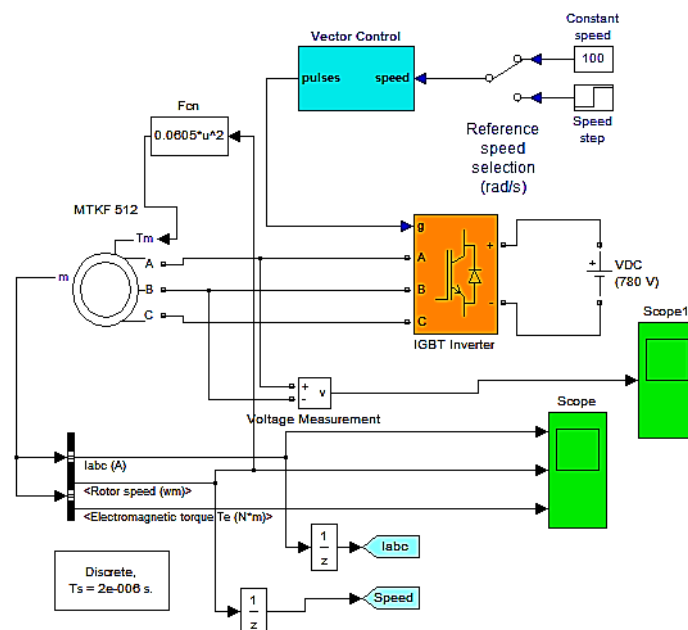 Vector Control
pulses
speed
Constant
speed
100
Speed
step
Reference
speed
selection
(rad/s)
Fcn
0.0605*u^2
MTKF 512
Tm
m
A
B
C
g
A
B
C
+
-
IGBT Inverter
+
VDC
(780 V)
Scope1
+
-
v
Voltage Measurement
Scope
Iabc (A)
<Rotor speed (wm)>
<Electromagnetic torque Te (N*m)>
Discrete,
Ts = 2e-006 s.
1
z
Iabc
1
z
Speed